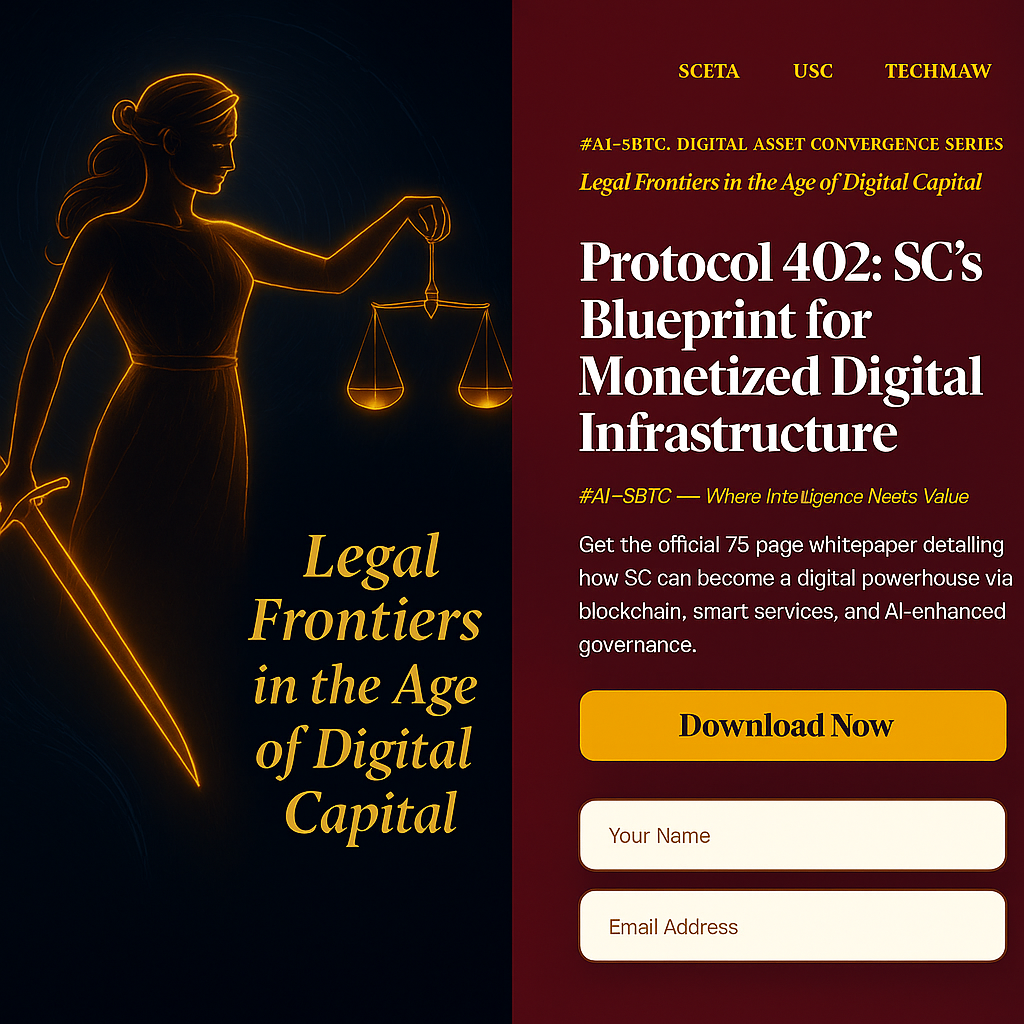 Legal
Frontiers
in the Age
of Digital
Capital
SCETA USC TECHMAW
#A1-5BTC. DIGITAL ASSET CONVERGENCE SERIES
Legal Frontiers in the Age of Digital Capital
Protocol 402: SC’s
Blueprint for
Monetized Digital
Infrastructure
#AI–SBTC — Where Intelligence Neets Value
Get the official 75 page whitepaper detalling
how SC can become a digital powerhouse via
blockchain, smart services, and AI-enhanced
governance.
Download Now
Your Name
Email Address